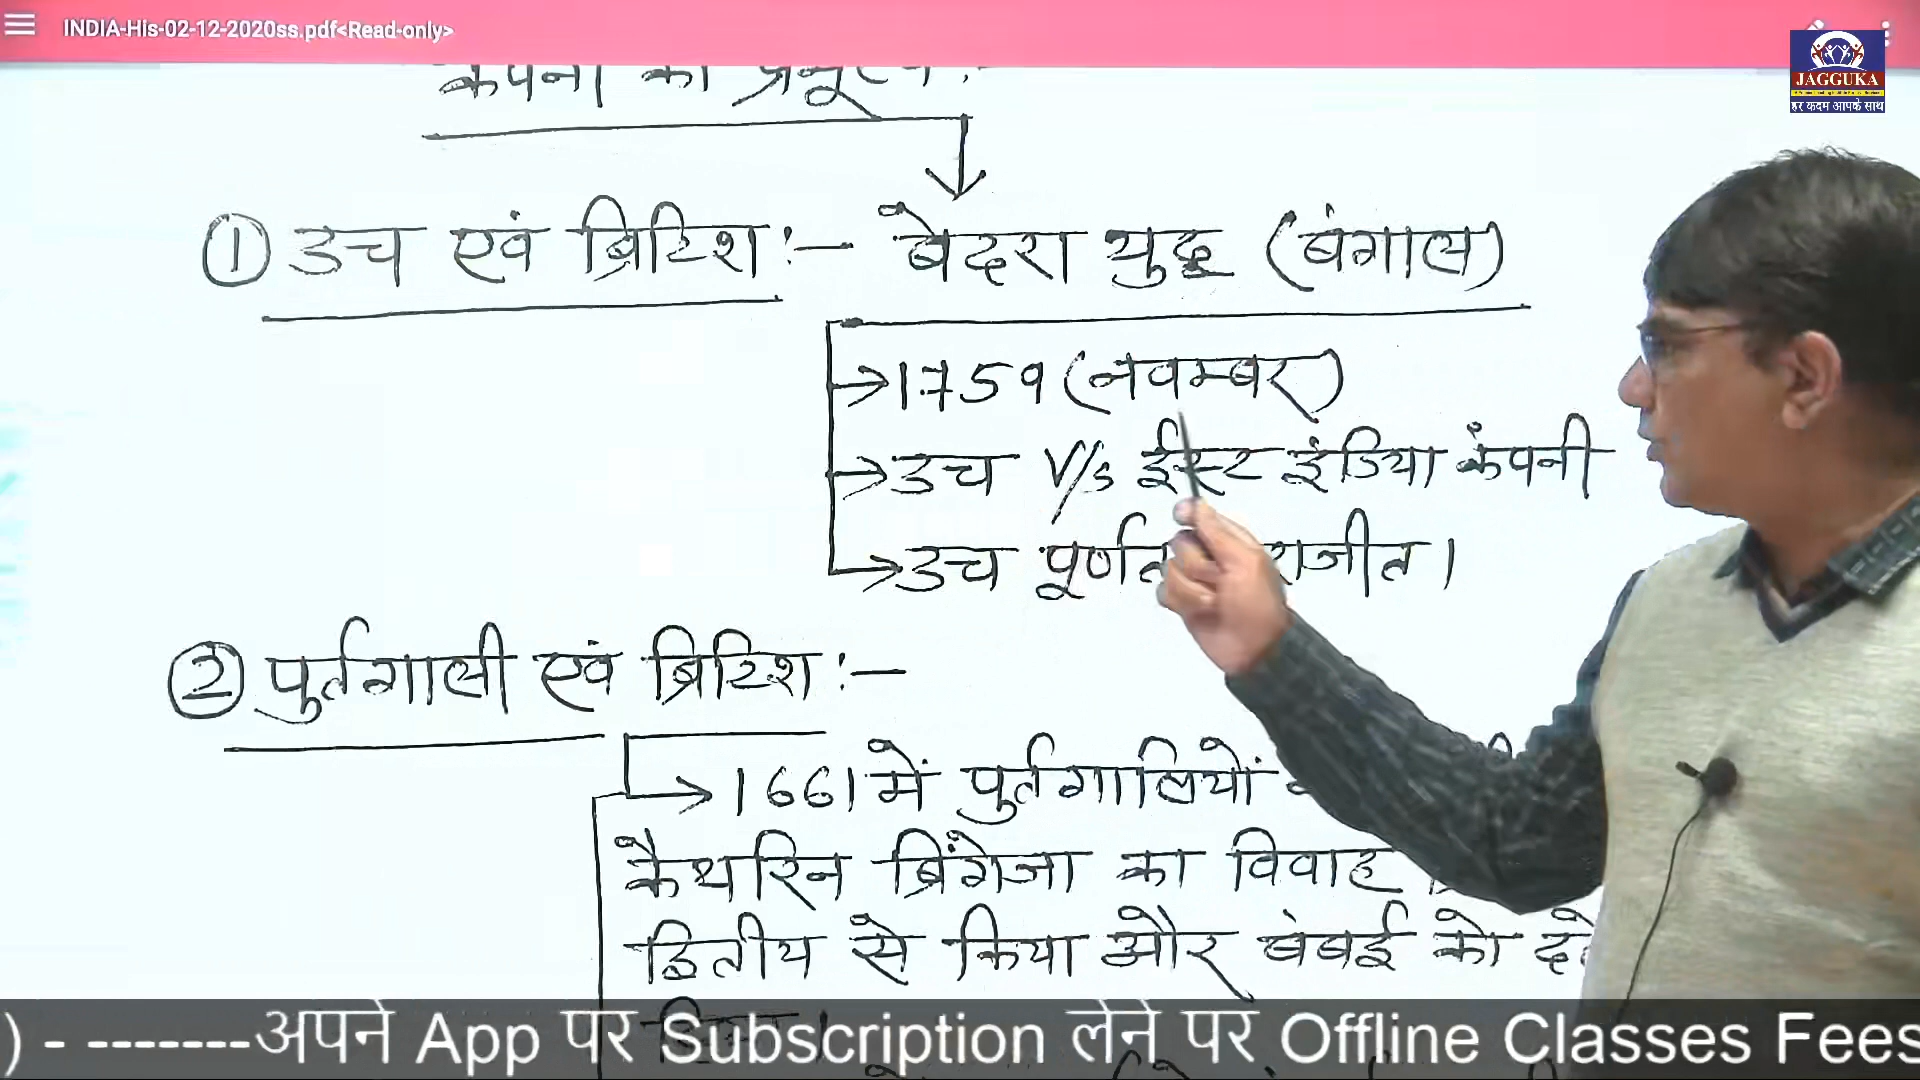 INDIA-His-02-12-2020ss.pdf<Read-only>
JAGGUKA
हर कदम आपके साथ
① डच एवं ब्रिटिश :- बेदरा युद्ध (बंगाल)
→ 1759 (नवम्बर)
→ डच V/s ईस्ट इंडिया कंपनी
→ डच
② पुर्तगाली एवं ब्रिटिश :-
→ 1661 में पुर्तगालियों
कैथरिन ब्रिंगेजा का विवाह
द्वितीय से किया और बंबई को
) - -------अपने App पर Subscription लेने पर Offline Classes Fees